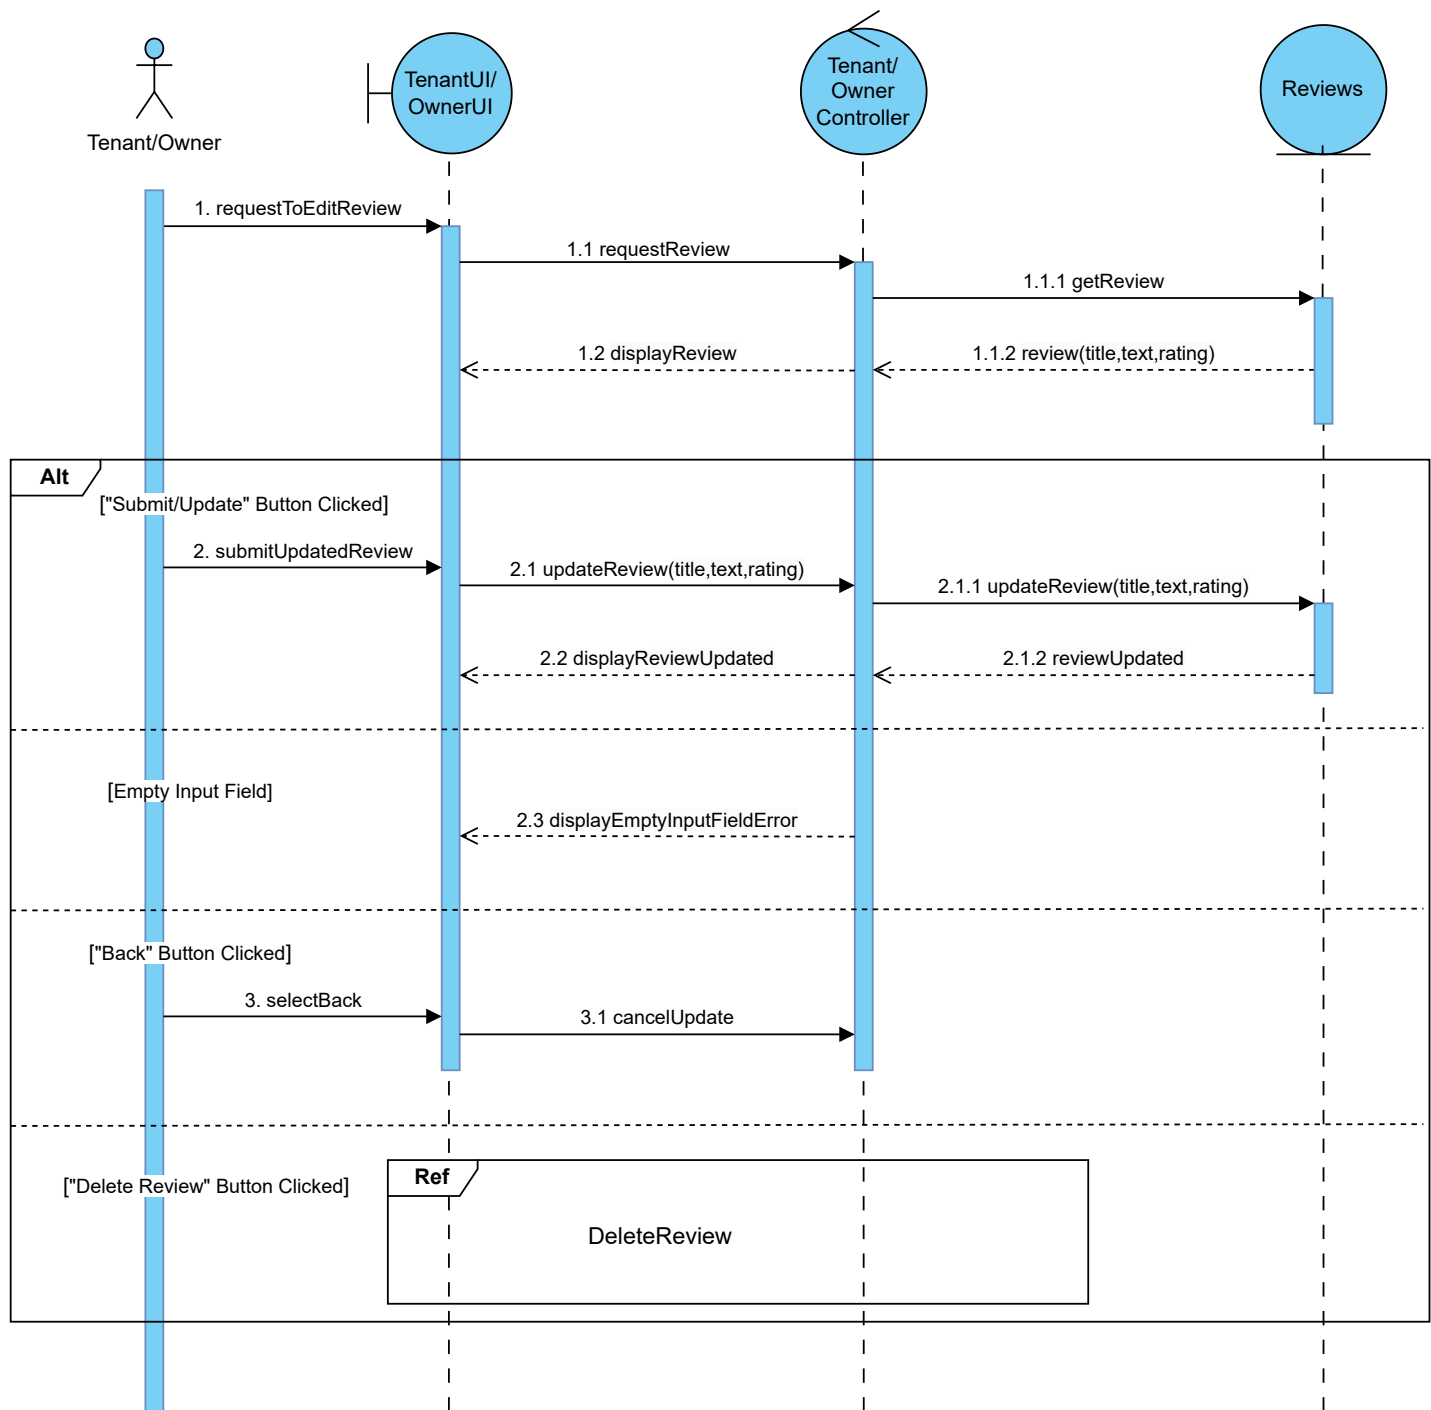 Tenant/Owner
TenantUI/
OwnerUI
Tenant/
Owner
Controller
Reviews
1. requestToEditReview
1.1 requestReview
1.1.1 getReview
1.2 displayReview
1.1.2 review(title,text,rating)
Alt
["Submit/Update" Button Clicked]
2. submitUpdatedReview
2.1 updateReview(title,text,rating)
2.1.1 updateReview(title,text,rating)
2.2 displayReviewUpdated
2.1.2 reviewUpdated
[Empty Input Field]
2.3 displayEmptyInputFieldError
["Back" Button Clicked]
3. selectBack
3.1 cancelUpdate
["Delete Review" Button Clicked]
Ref
DeleteReview